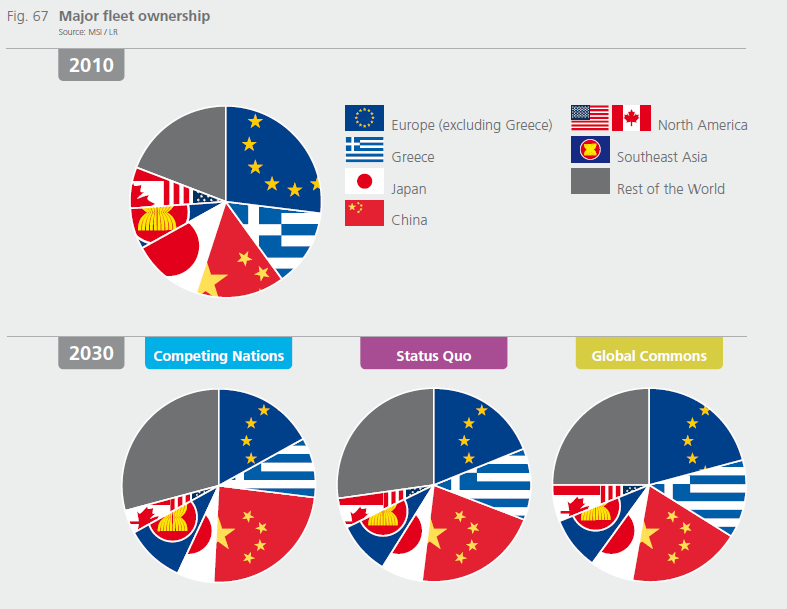 Fig. 67 Major fleet ownership
Source: MSI / LR
2010
Europe (excluding Greece)
North America
Greece
Southeast Asia
Japan
Rest of the World
China
2030
Competing Nations
Status Quo
Global Commons